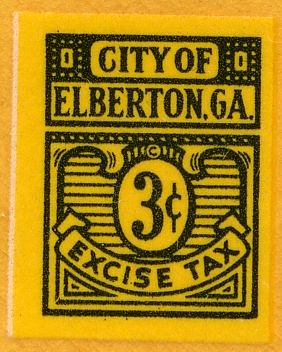 CITY OF
ELBERTON, GA.
©
3¢
EXCISE TAX